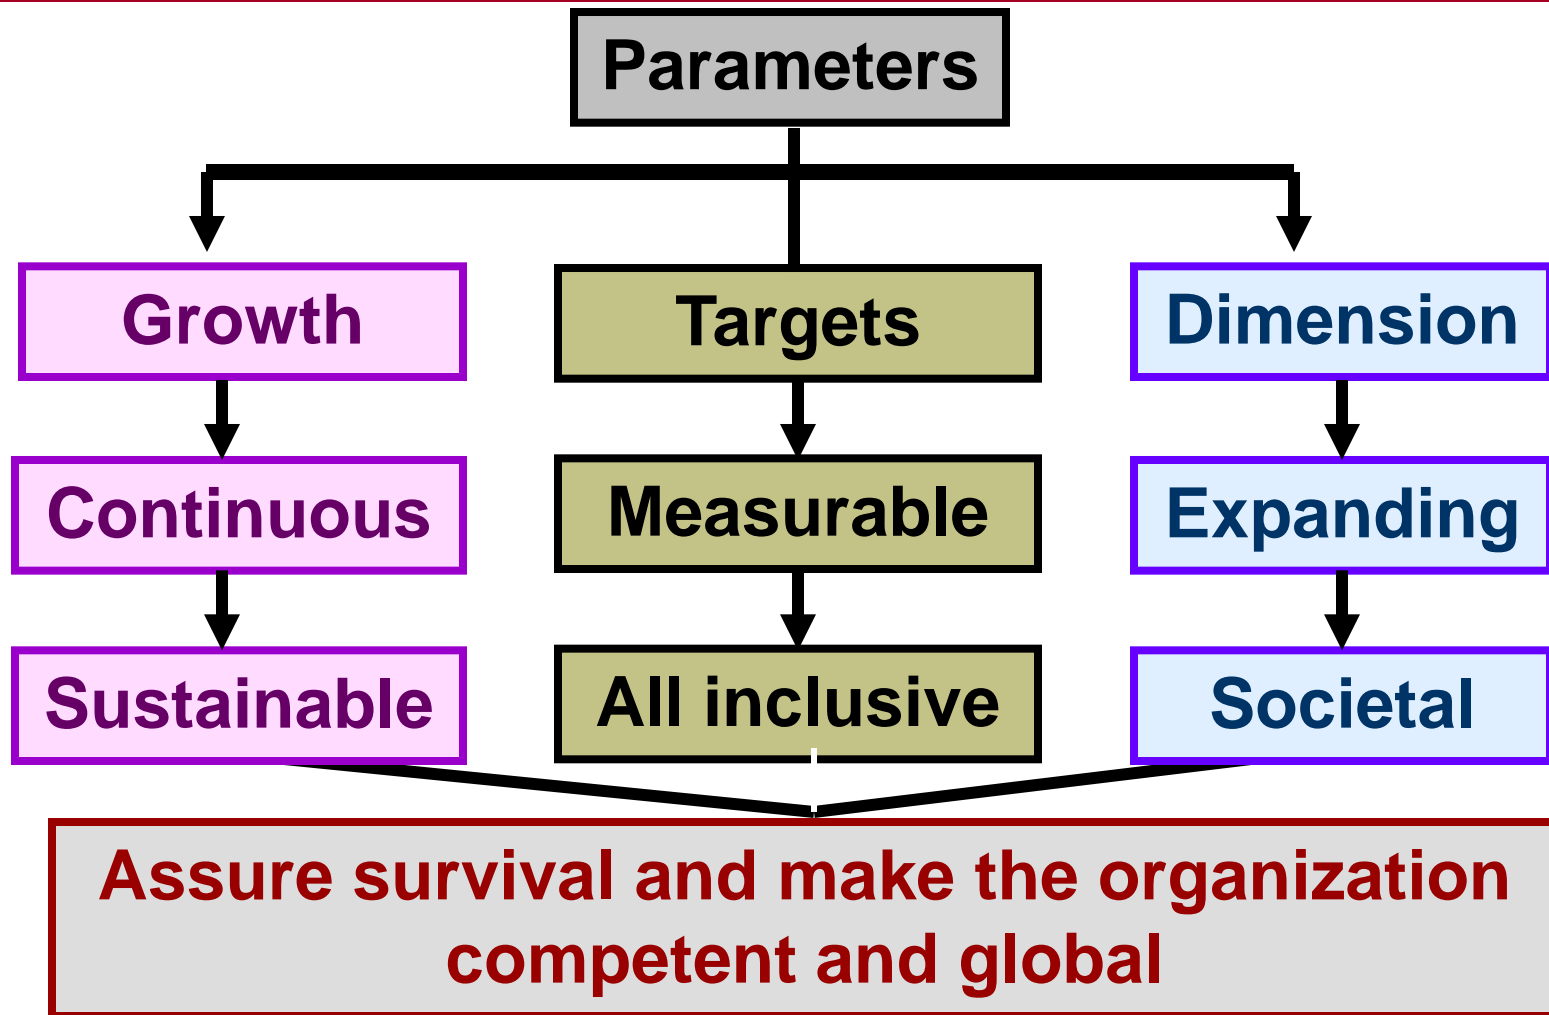 Parameters
Growth
Targets
Dimension
Continuous
Measurable
Expanding
Sustainable
All inclusive
Societal
Assure survival and make the organization
competent and global